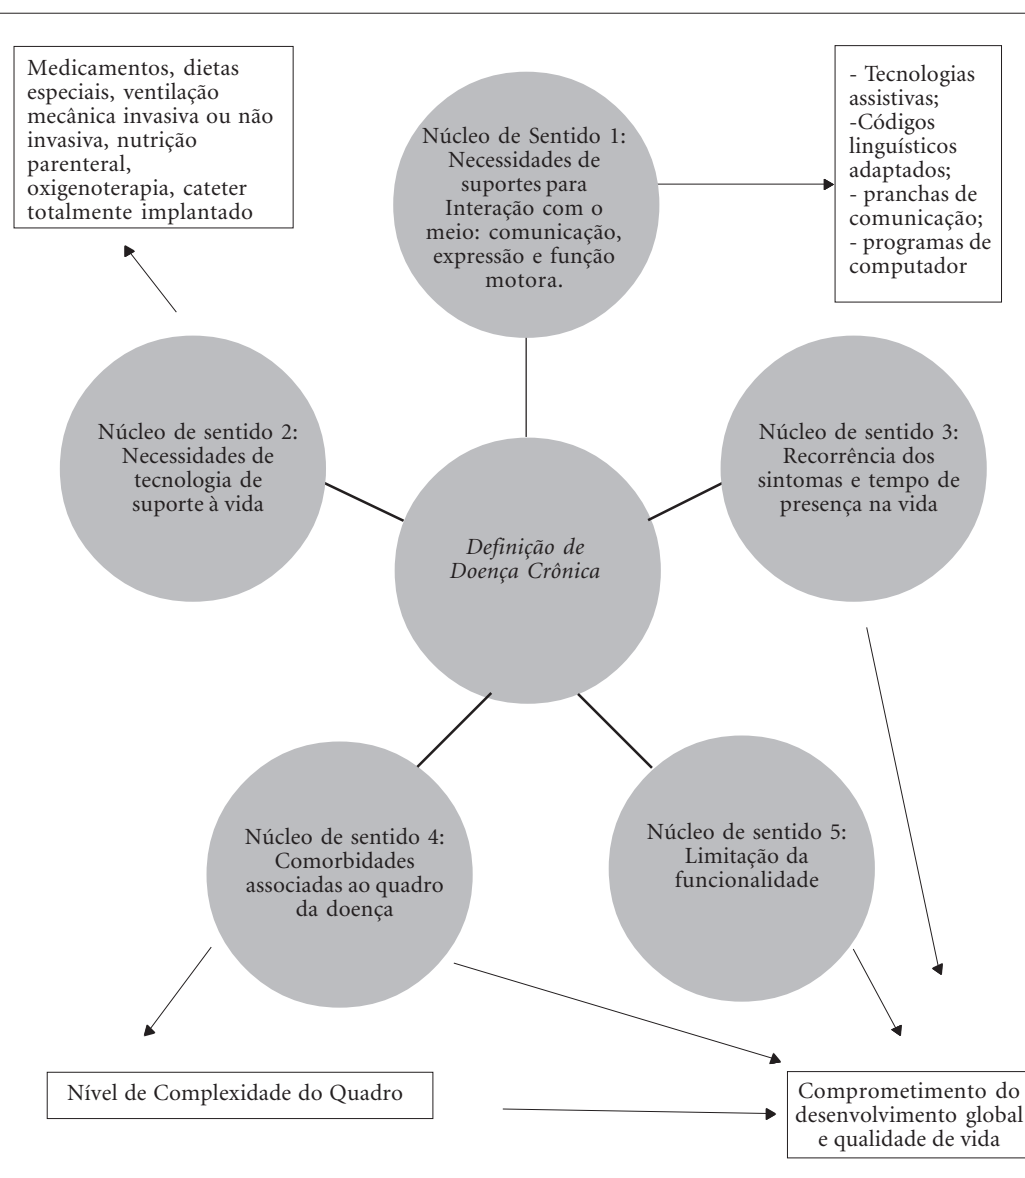 Medicamentos, dietas
especiais, ventilação
mecânica invasiva ou não
invasiva, nutrição
parenteral,
oxigenoterapia, cateter
totalmente implantado
Núcleo de Sentido 1:
Necessidades de
suportes para
Interação com o
meio: comunicação,
expressão e função
motora.
- Tecnologias
assistivas;
-Códigos
linguísticos
adaptados;
- pranchas de
comunicação;
- programas de
computador
Núcleo de sentido 2:
Necessidades de
tecnologia de
suporte à vida
Núcleo de sentido 3:
Recorrência dos
sintomas e tempo de
presença na vida
Definição de
Doença Crônica
Núcleo de sentido 4:
Comorbidades
associadas ao quadro
da doença
Núcleo de sentido 5:
Limitação da
funcionalidade
Nível de Complexidade do Quadro
Comprometimento do
desenvolvimento global
e qualidade de vida